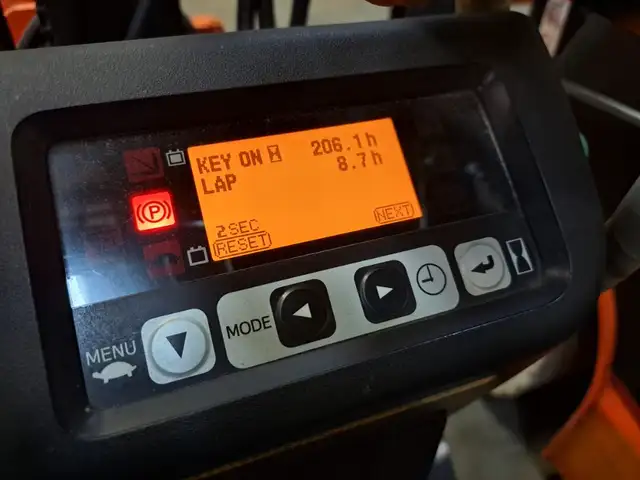 KEY ON 206.1h
LAP 8.7h
2SEC
RESET NEXT
P
MENU MODE